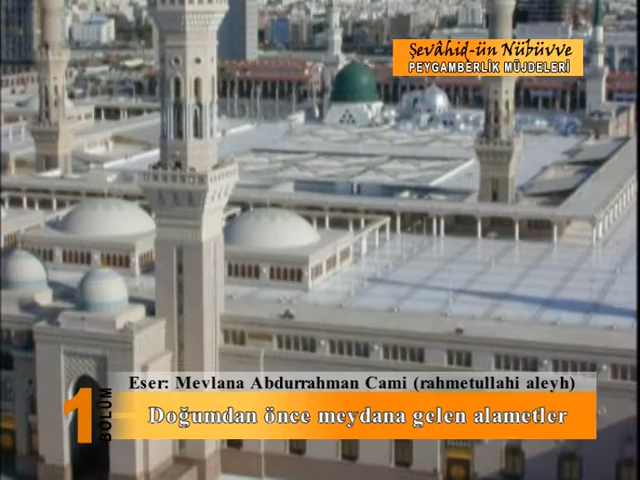 Şevâhid-ün Nübüvve
PEYGAMBERLİK MÜJDELERİ
Eser: Mevlana Abdurrahman Cami (rahmetullahi aleyh)
1
BÖLÜM
Doğumdan önce meydana gelen alametler